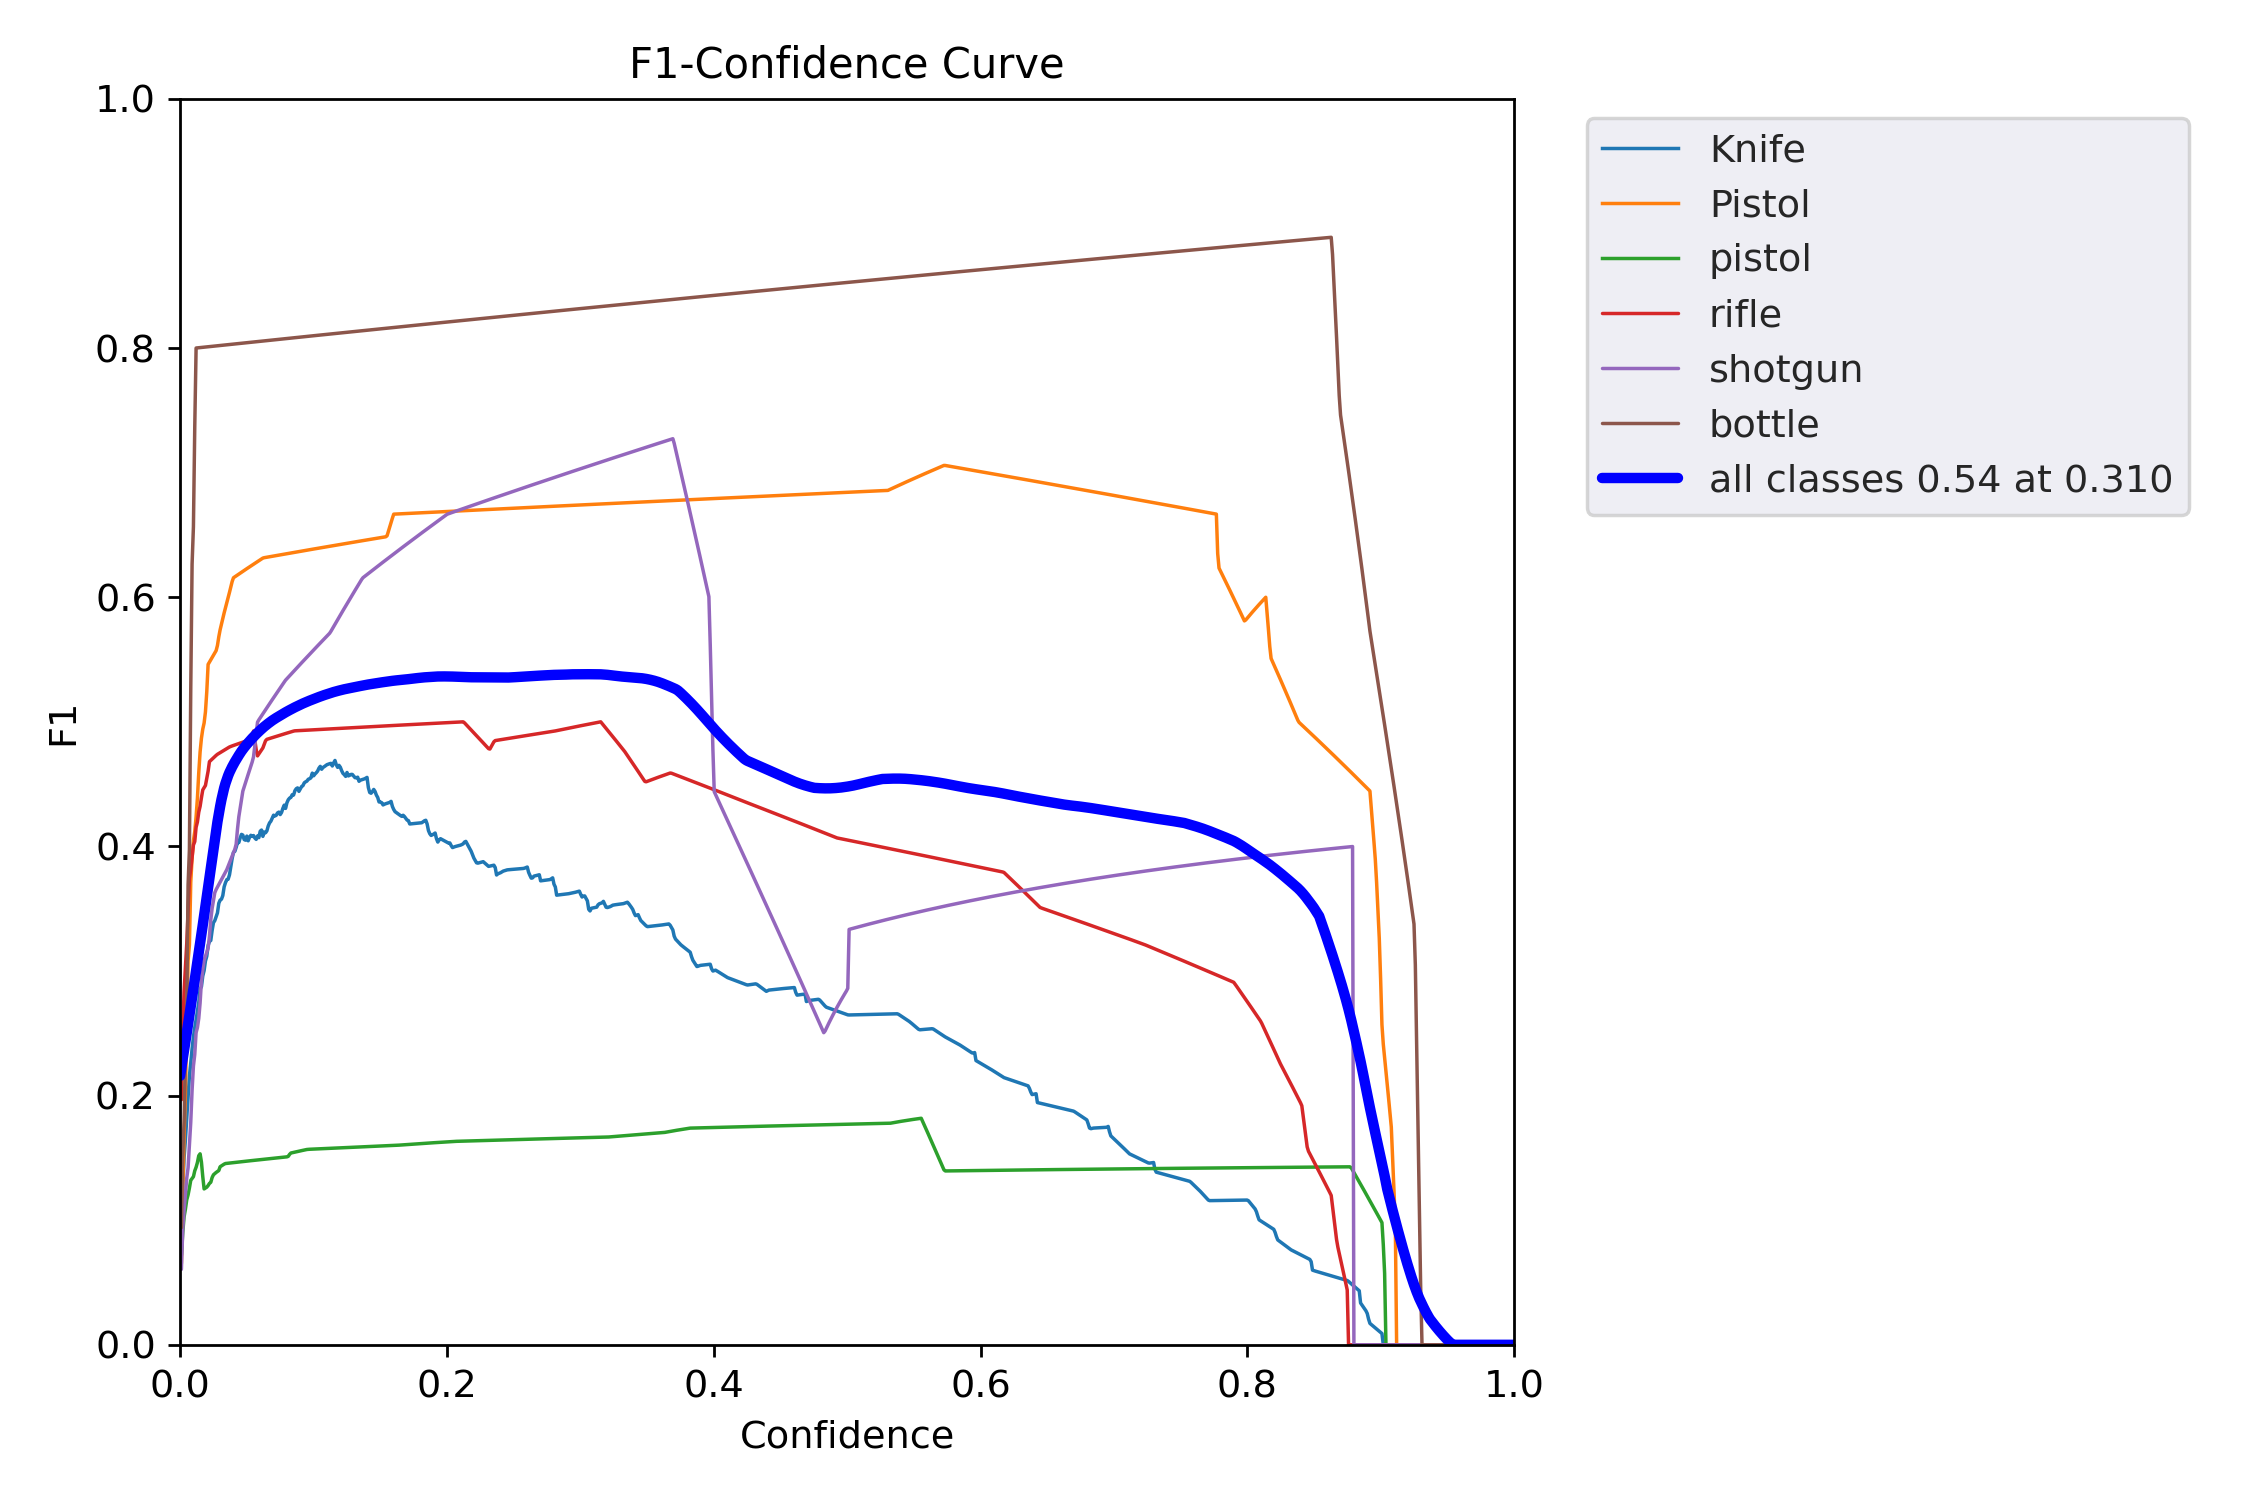 F1-Confidence Curve
1.0
0.8
0.6
0.4
0.2
0.0
F1
0.0 0.2 0.4 0.6 0.8 1.0
Confidence
Knife
Pistol
pistol
rifle
shotgun
bottle
all classes 0.54 at 0.310